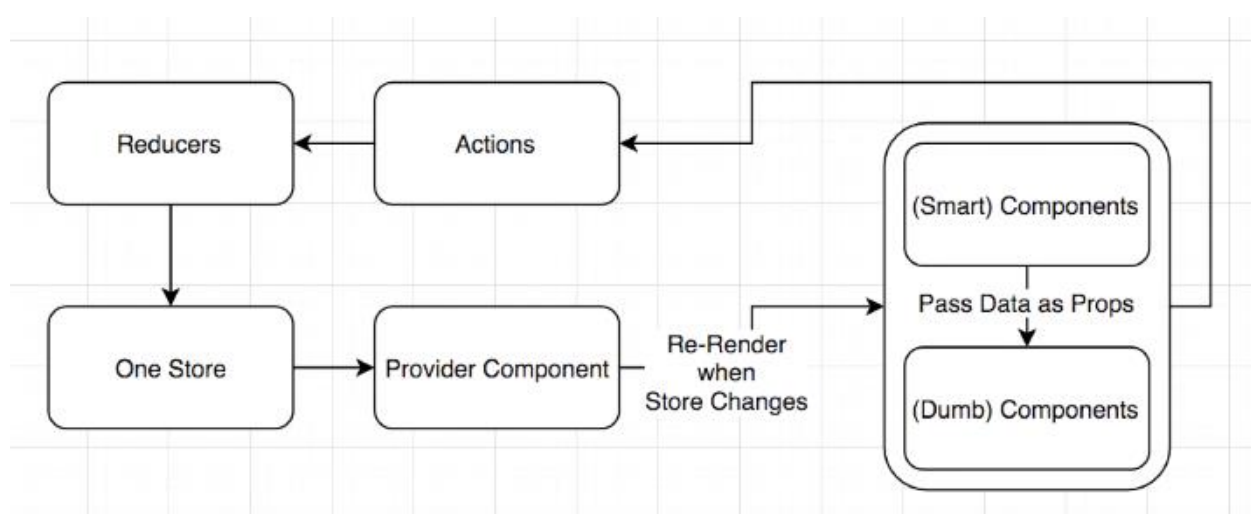 Reducers
Actions
(Smart) Components
Pass Data as Props
One Store
Provider Component
Re-Render
when
Store Changes
(Dumb) Components